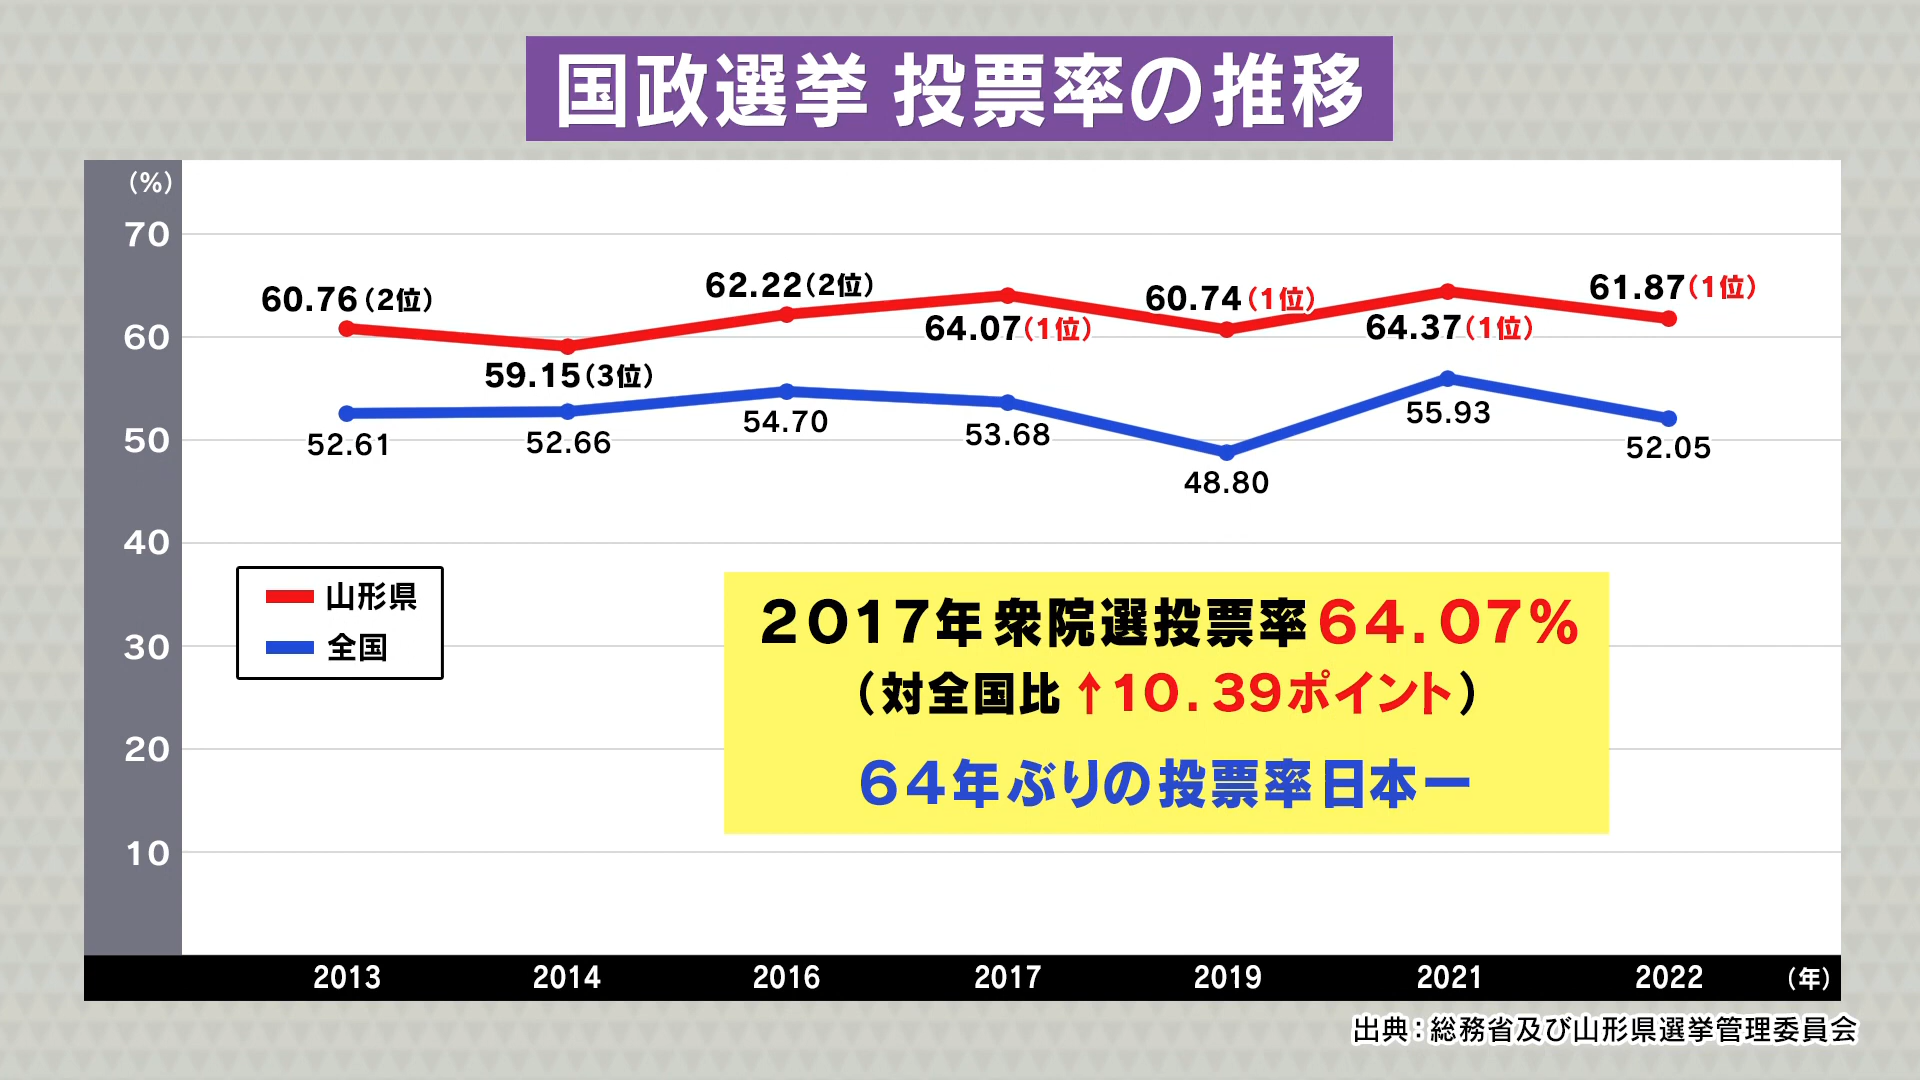 国政選挙 投票率の推移
(%)
70
60
50
40
30
20
10
60.76(2位)
59.15(3位)
62.22(2位)
64.07(1位)
60.74(1位)
64.37(1位)
61.87(1位)
52.61
52.66
54.70
53.68
48.80
55.93
52.05
山形県
全国
2017年衆院選投票率64.07%
(対全国比↑10.39ポイント)
64年ぶりの投票率日本一
2013 2014 2016 2017 2019 2021 2022 (年)
出典:総務省及び山形県選挙管理委員会